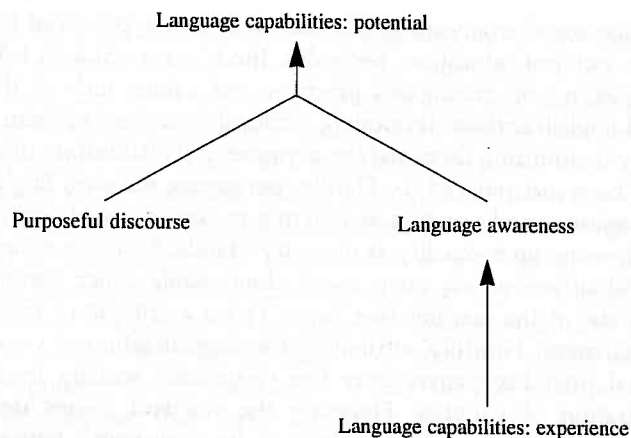 Language capabilities: potential
Purposeful discourse
Language awareness
Language capabilities: experience